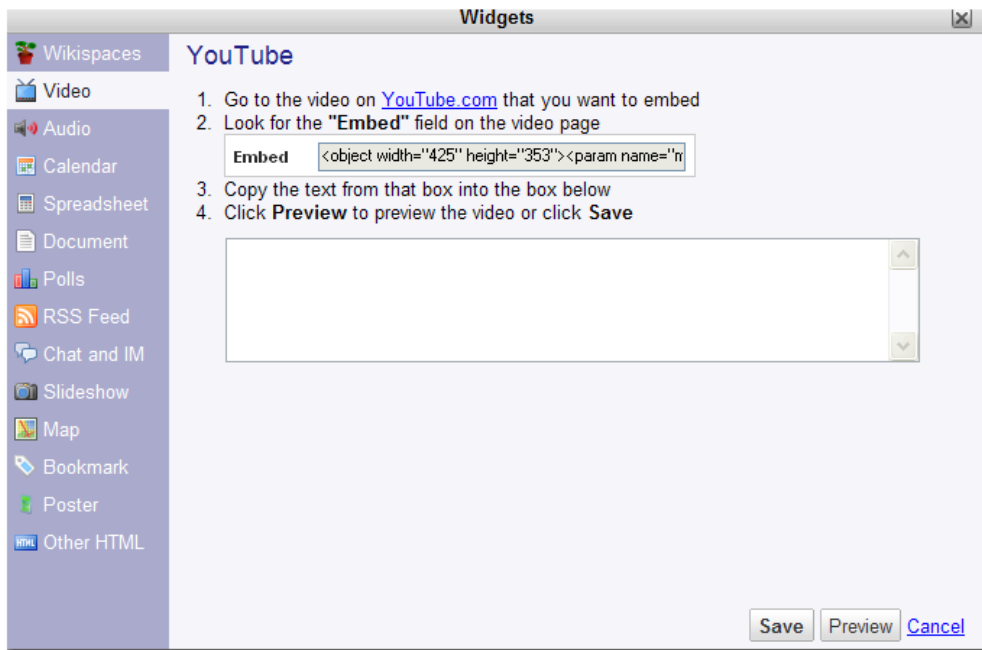 Widgets
Wikispaces
Video
Audio
Calendar
Spreadsheet
Document
Polls
RSS Feed
Chat and IM
Slideshow
Map
Bookmark
Poster
HTML Other HTML
YouTube
1. Go to the video on YouTube.com that you want to embed
2. Look for the "Embed" field on the video page
Embed <object width="425" height="353"><param name="m
3. Copy the text from that box into the box below
4. Click Preview to preview the video or click Save
Save Preview Cancel